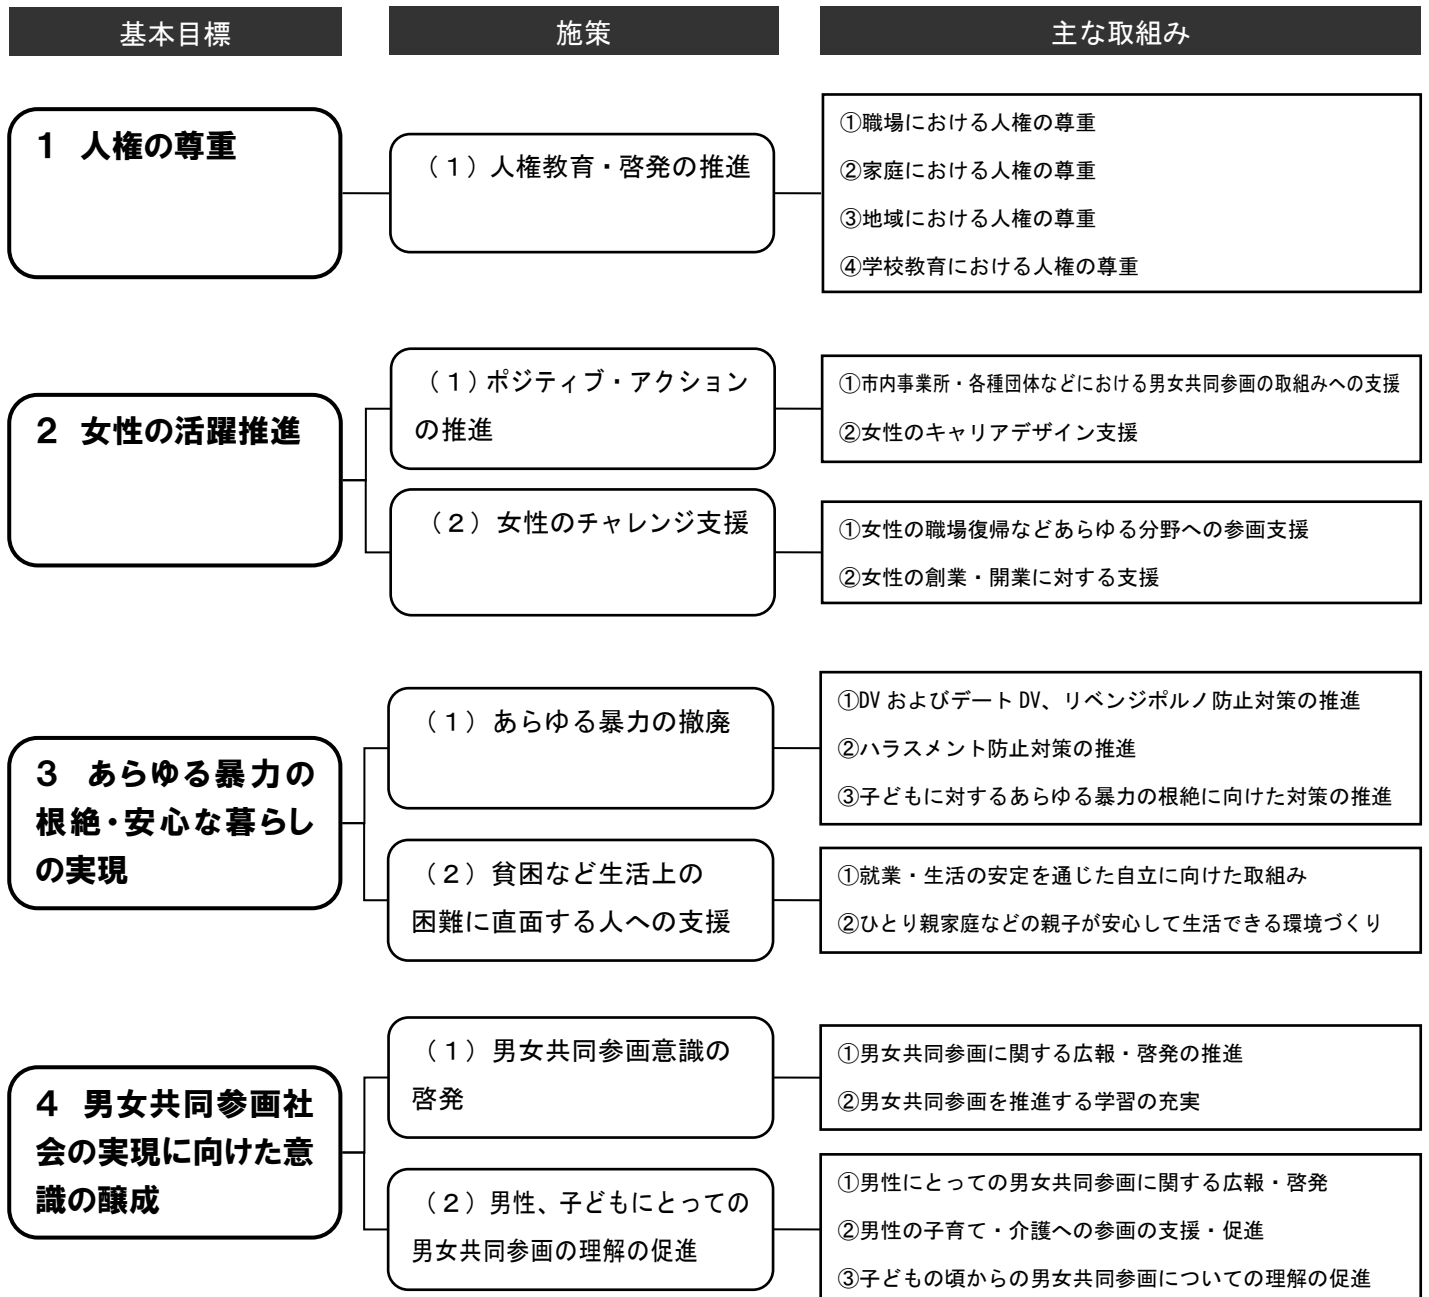 基本目標
施策
主な取組み
1 人権の尊重
（１）人権教育・啓発の推進
①職場における人権の尊重
②家庭における人権の尊重
③地域における人権の尊重
④学校教育における人権の尊重
2 女性の活躍推進
（１）ポジティブ・アクション
の推進
①市内事業所・各種団体などにおける男女共同参画の取組みへの支援
②女性のキャリアデザイン支援
（２）女性のチャレンジ支援
①女性の職場復帰などあらゆる分野への参画支援
②女性の創業・開業に対する支援
3 あらゆる暴力の
根絶・安心な暮らし
の実現
（１）あらゆる暴力の撤廃
①DV およびデート DV、リベンジポルノ防止対策の推進
②ハラスメント防止対策の推進
③子どもに対するあらゆる暴力の根絶に向けた対策の推進
（２）貧困など生活上の
困難に直面する人への支援
①就業・生活の安定を通じた自立に向けた取組み
②ひとり親家庭などの親子が安心して生活できる環境づくり
4 男女共同参画社
会の実現に向けた意
識の醸成
（１）男女共同参画意識の
啓発
①男女共同参画に関する広報・啓発の推進
②男女共同参画を推進する学習の充実
（２）男性、子どもにとっての
男女共同参画の理解の促進
①男性にとっての男女共同参画に関する広報・啓発
②男性の子育て・介護への参画の支援・促進
③子どもの頃からの男女共同参画についての理解の促進